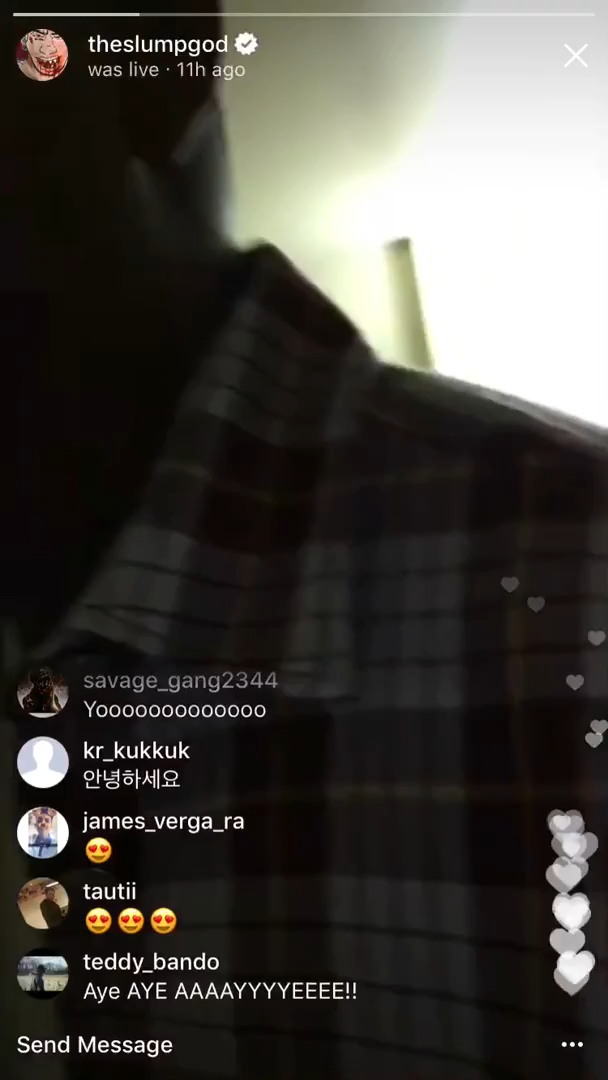 theslumpgod
was live · 11h ago
savage_gang2344
Yooooooooooooo
kr_kukkuk
안녕하세요
james_verga_ra
😍
tautii
😍😍😍
teddy_bando
Aye AYE AAAAYYYYEEEE!!
Send Message